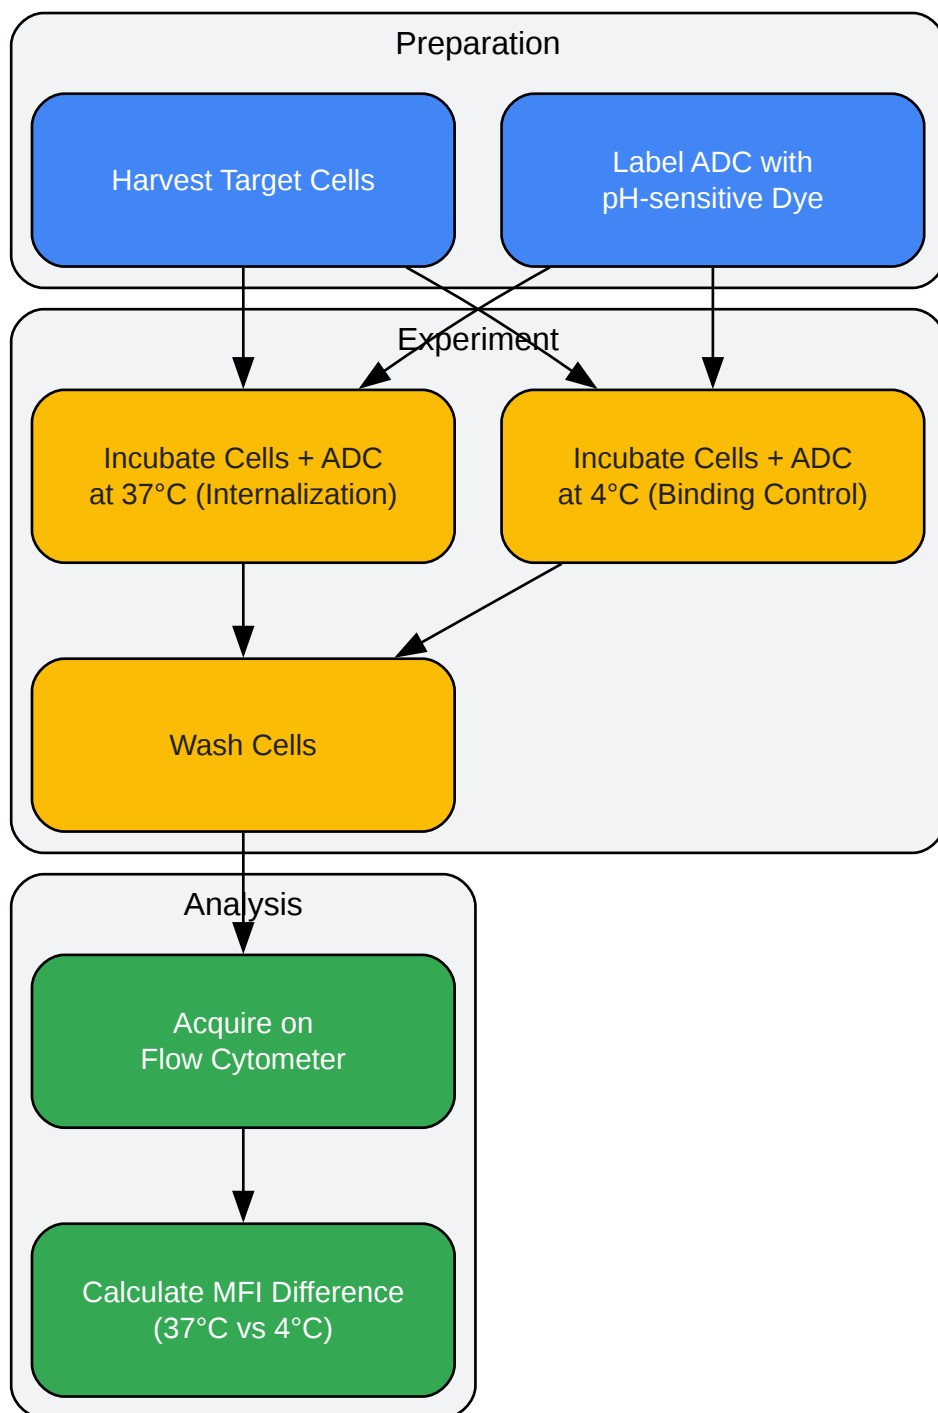 Preparation
Harvest Target Cells
Label ADC with
pH-sensitive Dye
Experiment
Incubate Cells + ADC
at 37°C (Internalization)
Incubate Cells + ADC
at 4°C (Binding Control)
Wash Cells
Analysis
Acquire on
Flow Cytometer
Calculate MFI Difference
(37°C vs 4°C)